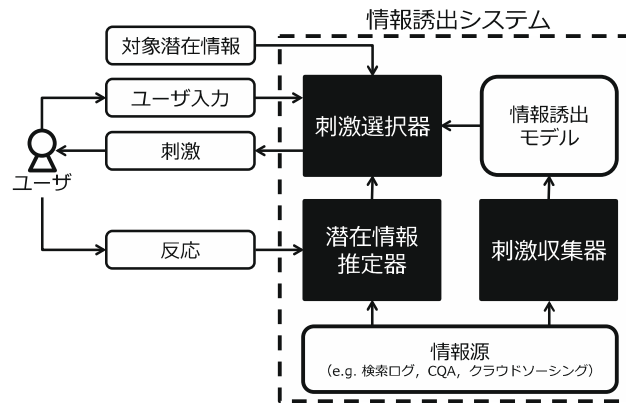 情報誘出システム
対象潜在情報
ユーザ入力
刺激
ユーザ
反応
刺激選択器
情報誘出
モデル
潜在情報
推定器
刺激収集器
情報源
(e.g. 検索ログ, CQA, クラウドソーシング)